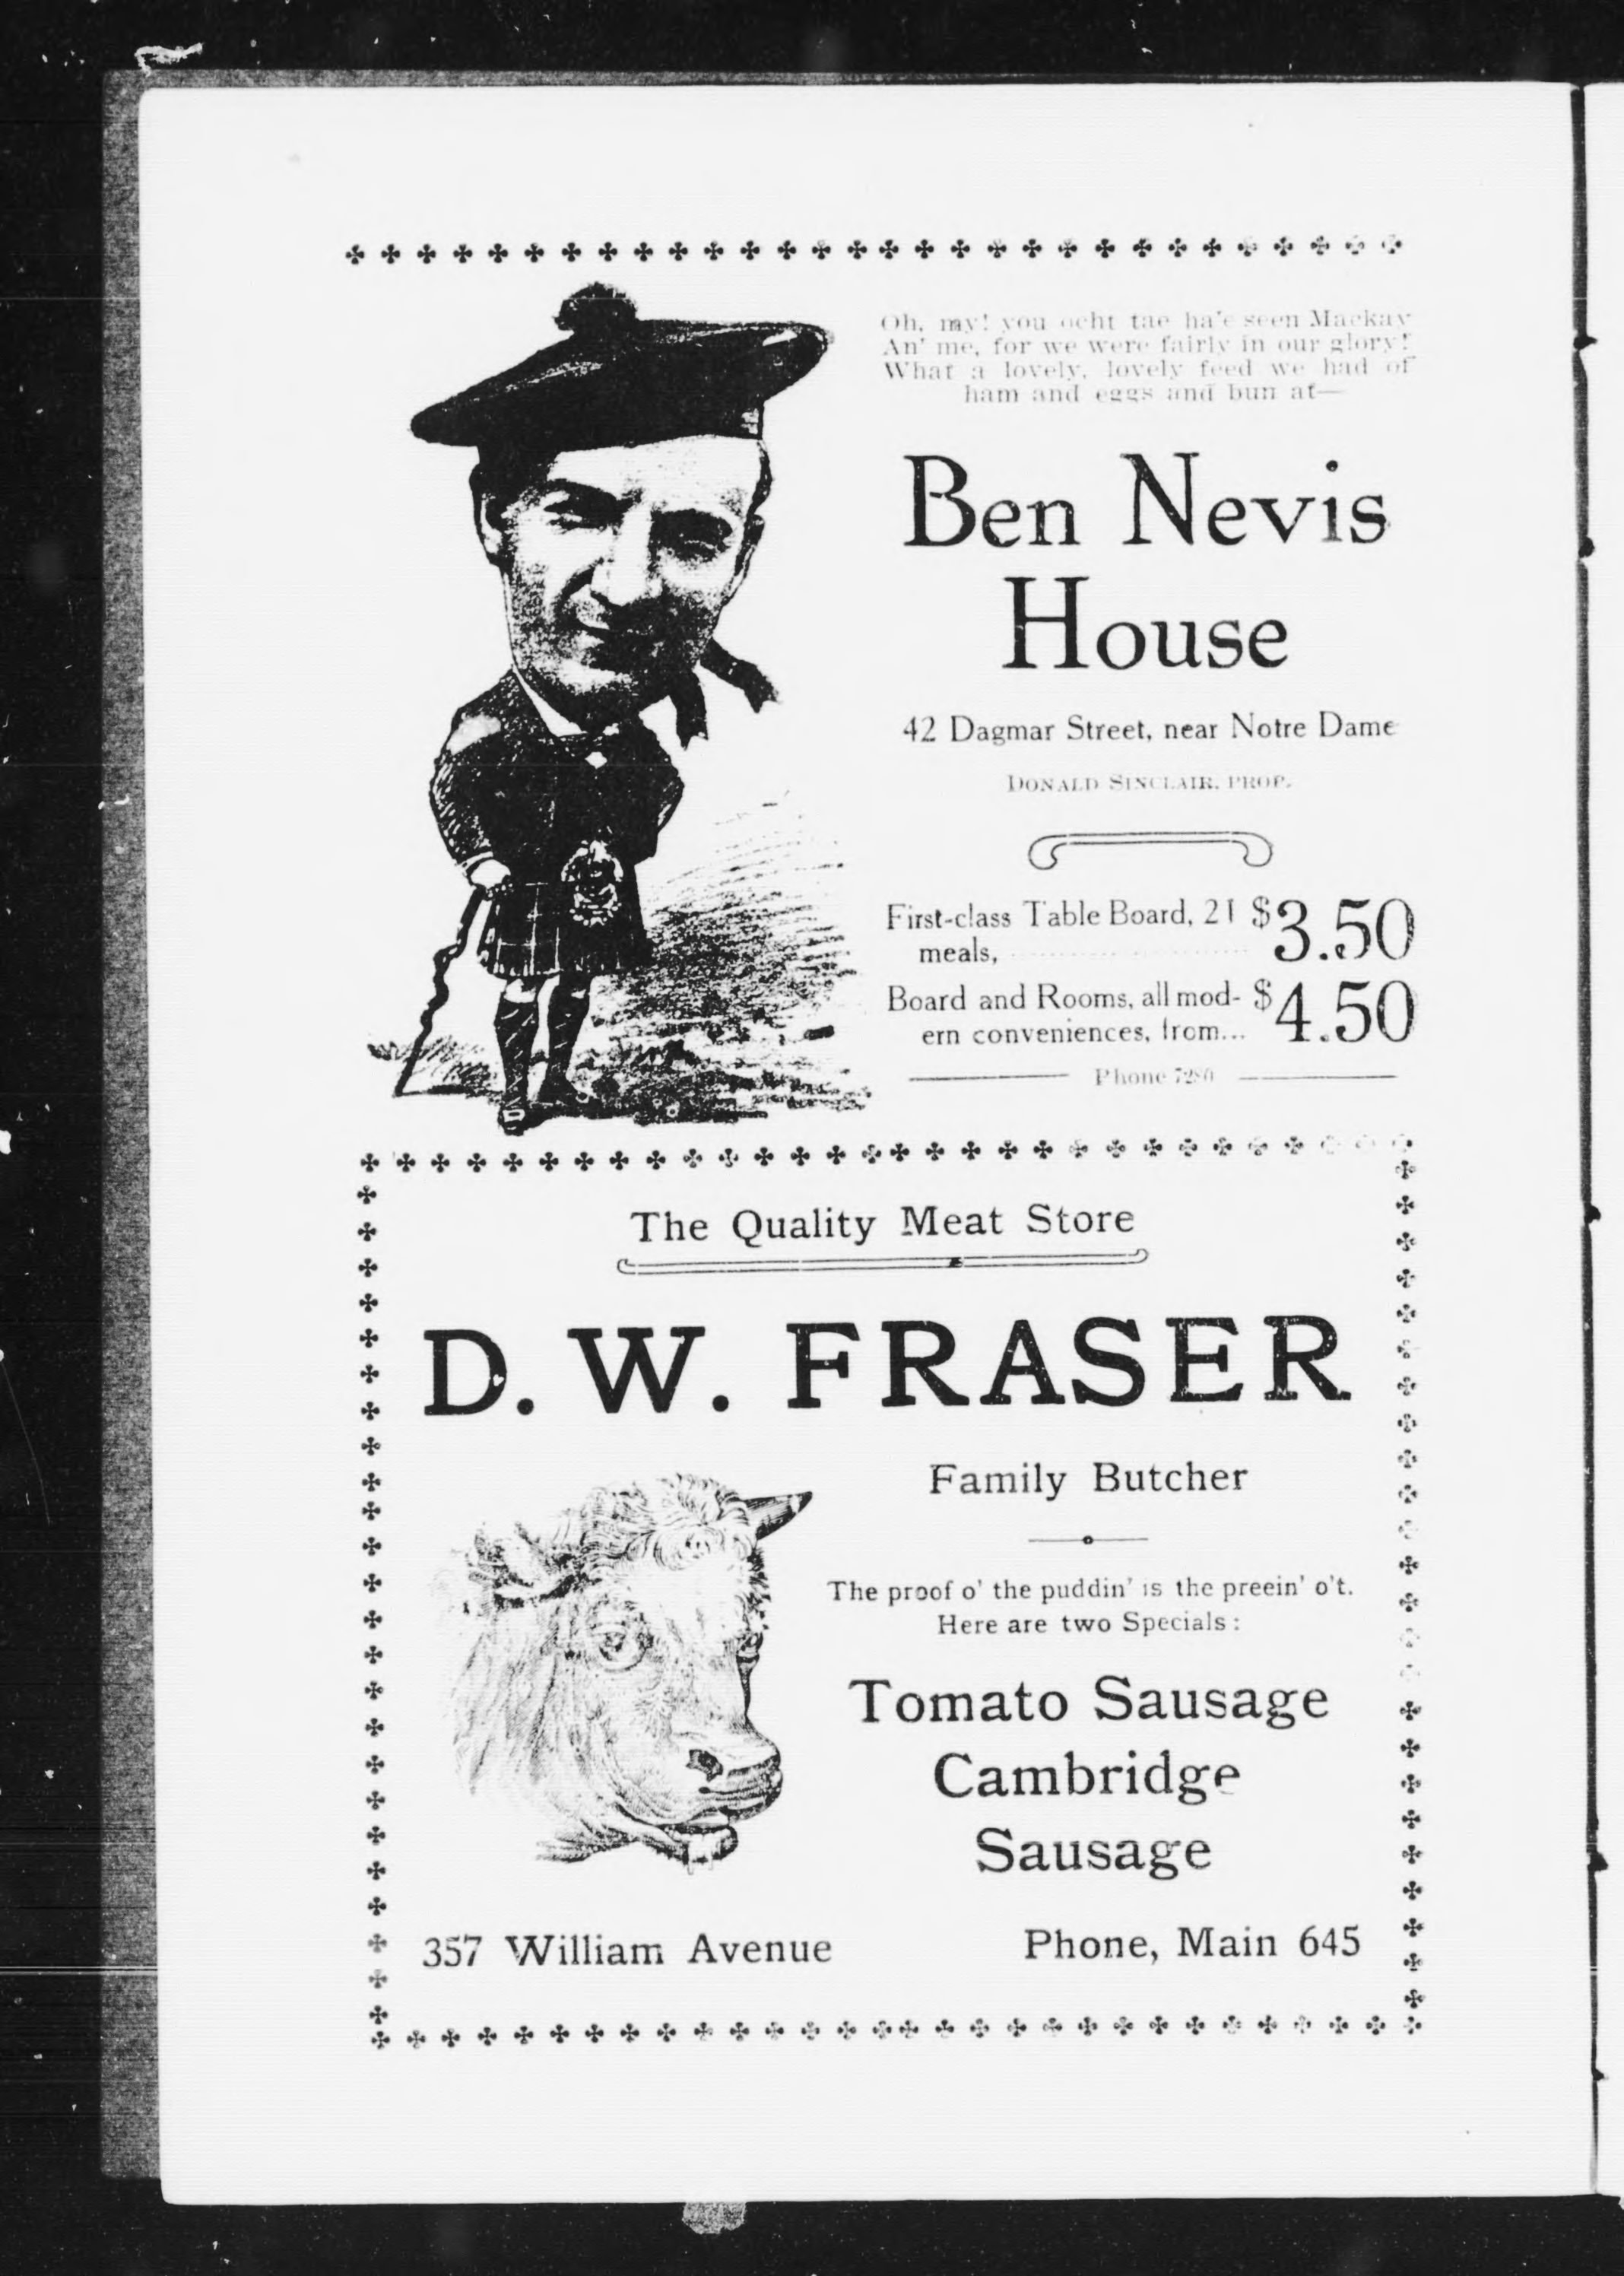 Oh, my! you ocht tae ha'e seen Mackay
An' me, for we were fairly in our glory!
What a lovely, lovely feed we had of
ham and eggs and bun at—
Ben Nevis
House
42 Dagmar Street, near Notre Dame
DONALD SINCLAIR, PROP.
First-class Table Board, 21 $3.50
meals,
Board and Rooms, all mod- $4.50
ern conveniences, from...
Phone 7280
The Quality Meat Store
D. W. FRASER
Family Butcher
The proof o' the puddin' is the preein' o't.
Here are two Specials :
Tomato Sausage
Cambridge
Sausage
357 William Avenue Phone, Main 645